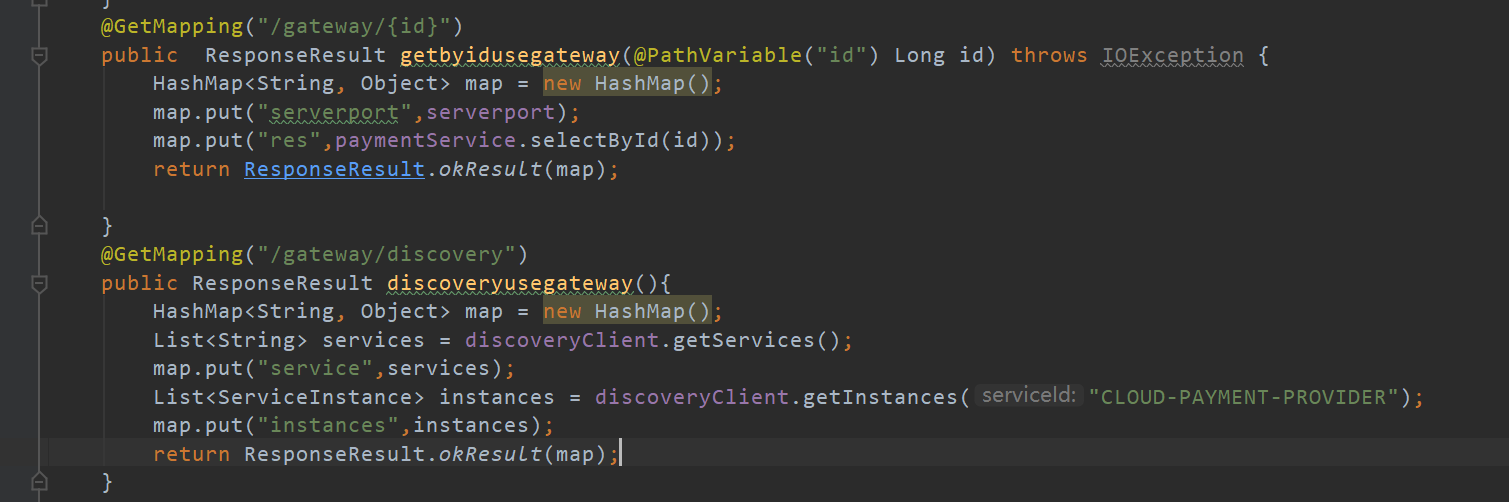 }
@GetMapping("/gateway/{id}")
public  ResponseResult getbyidusegateway(@PathVariable("id") Long id) throws IOException {
    HashMap<String, Object> map = new HashMap();
    map.put("serverport",serverport);
    map.put("res",paymentService.selectById(id));
    return ResponseResult.okResult(map);
}
@GetMapping("/gateway/discovery")
public ResponseResult discoveryusegateway(){
    HashMap<String, Object> map = new HashMap();
    List<String> services = discoveryClient.getServices();
    map.put("service",services);
    List<ServiceInstance> instances = discoveryClient.getInstances( serviceId: "CLOUD-PAYMENT-PROVIDER");
    map.put("instances",instances);
    return ResponseResult.okResult(map);
}